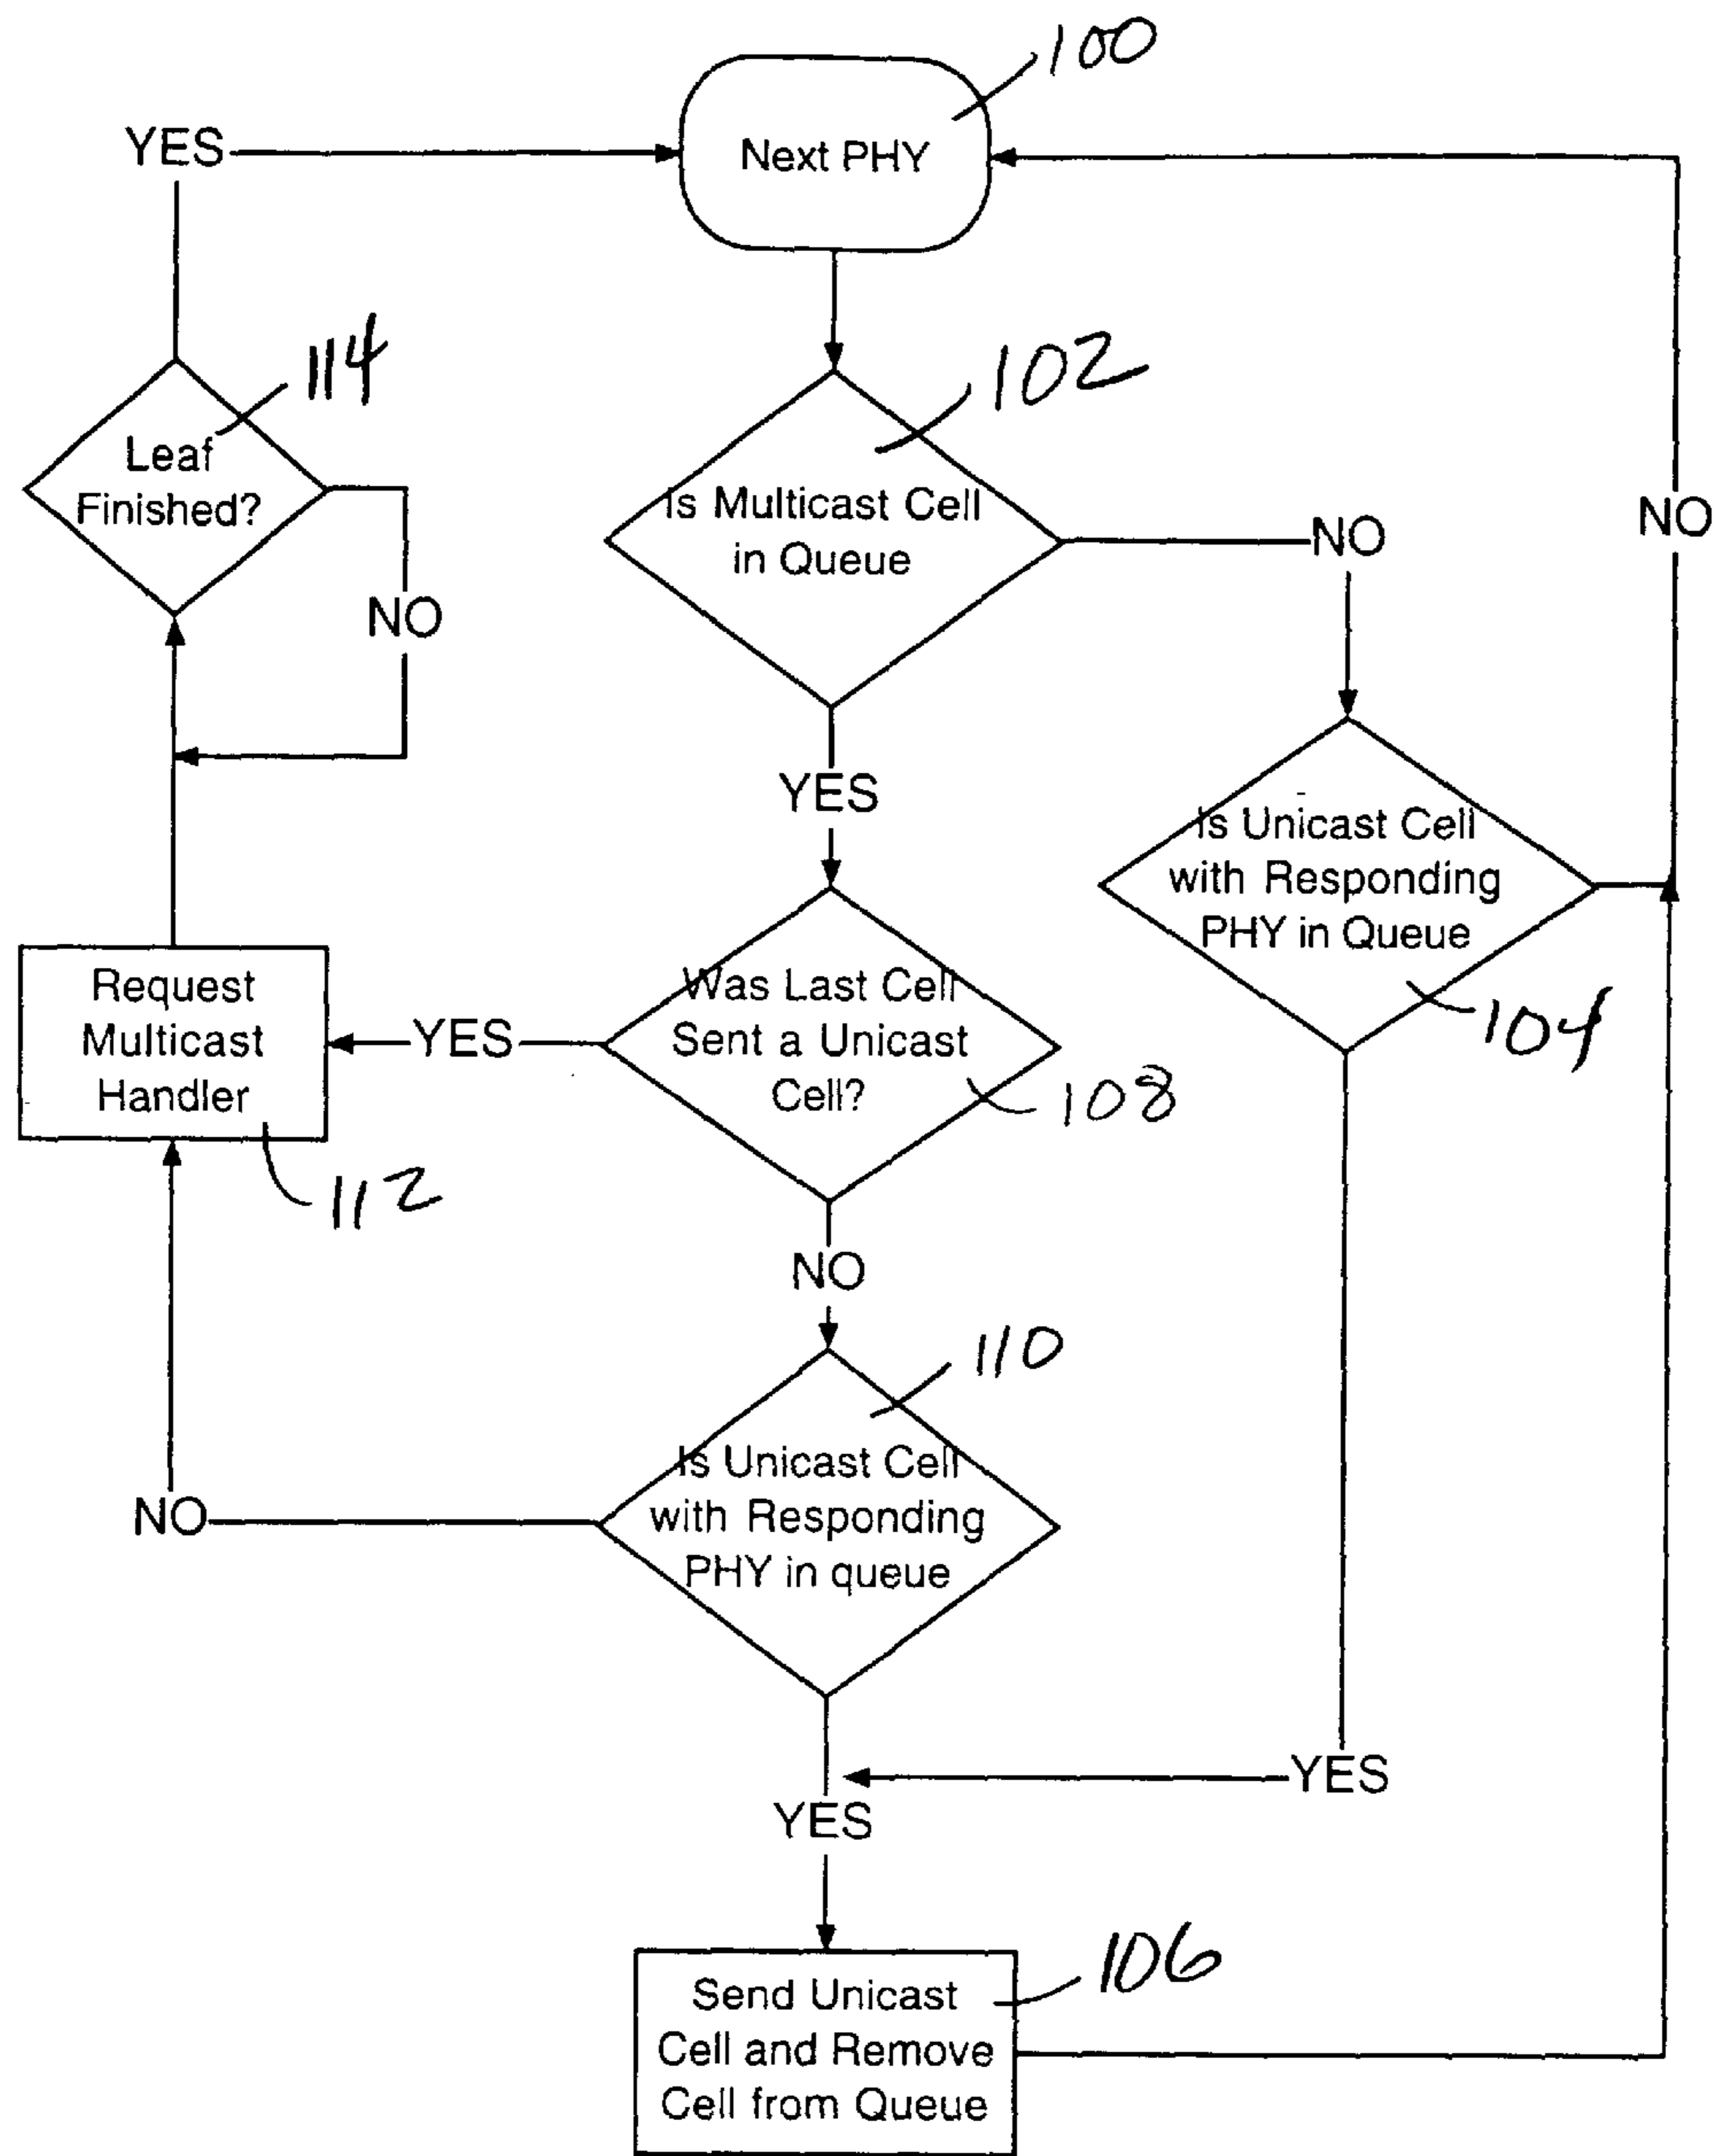 100
YES
Next PHY
114
102
Leaf
Finished?
Is Multicast Cell
in Queue
NO
NO
NO
YES
Is Unicast Cell
with Responding
PHY in Queue
104
Request
Multicast
Handler
112
YES
Was Last Cell
Sent a Unicast
Cell?
108
NO
110
Is Unicast Cell
with Responding
PHY in queue
NO
YES
YES
106
Send Unicast
Cell and Remove
Cell from Queue